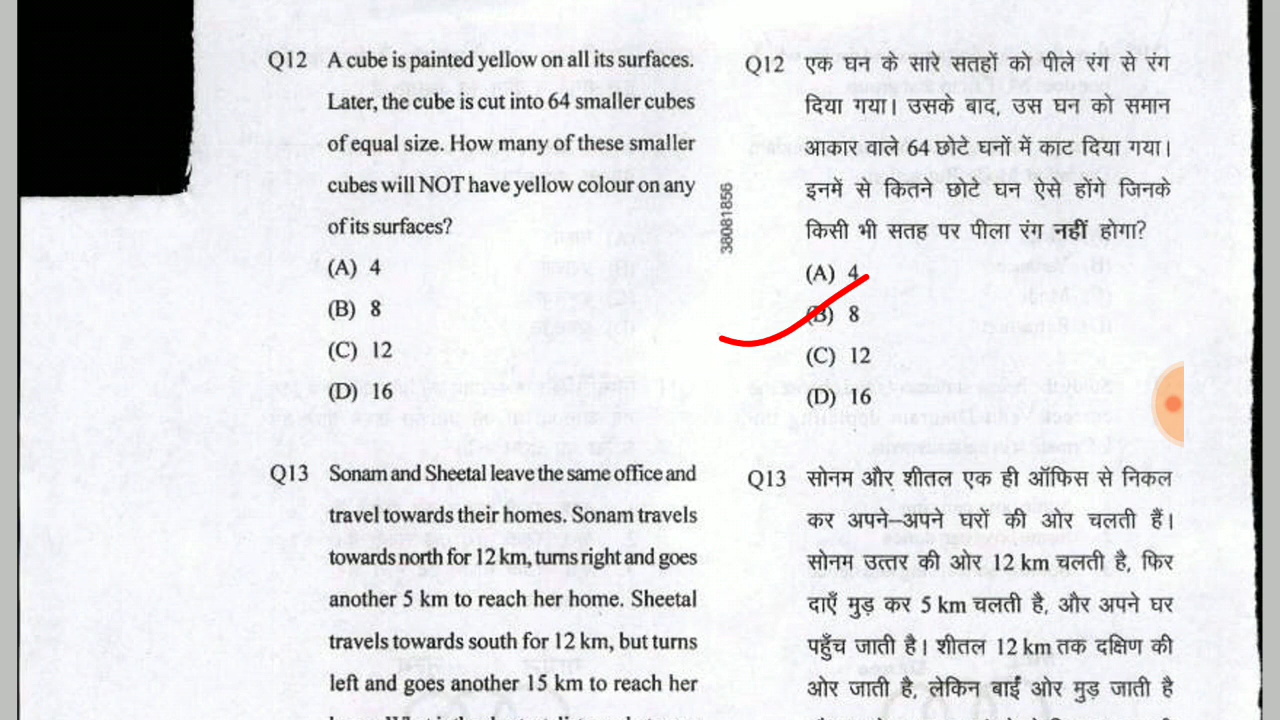 Q12 A cube is painted yellow on all its surfaces.
Later, the cube is cut into 64 smaller cubes
of equal size. How many of these smaller
cubes will NOT have yellow colour on any
of its surfaces?
(A) 4
(B) 8
(C) 12
(D) 16
Q13 Sonam and Sheetal leave the same office and
travel towards their homes. Sonam travels
towards north for 12 km, turns right and goes
another 5 km to reach her home. Sheetal
travels towards south for 12 km, but turns
left and goes another 15 km to reach her
38081856
Q12 एक घन के सारे सतहों को पीले रंग से रंग
दिया गया। उसके बाद, उस घन को समान
आकार वाले 64 छोटे घनों में काट दिया गया।
इनमें से कितने छोटे घन ऐसे होंगे जिनके
किसी भी सतह पर पीला रंग नहीं होगा?
(A) 4
(B) 8
(C) 12
(D) 16
Q13 सोनम और शीतल एक ही ऑफिस से निकल
कर अपने–अपने घरों की ओर चलती हैं।
सोनम उत्तर की ओर 12 km चलती है, फिर
दाएँ मुड़ कर 5 km चलती है, और अपने घर
पहुँच जाती है। शीतल 12 km तक दक्षिण की
ओर जाती है, लेकिन बाईं ओर मुड़ जाती है